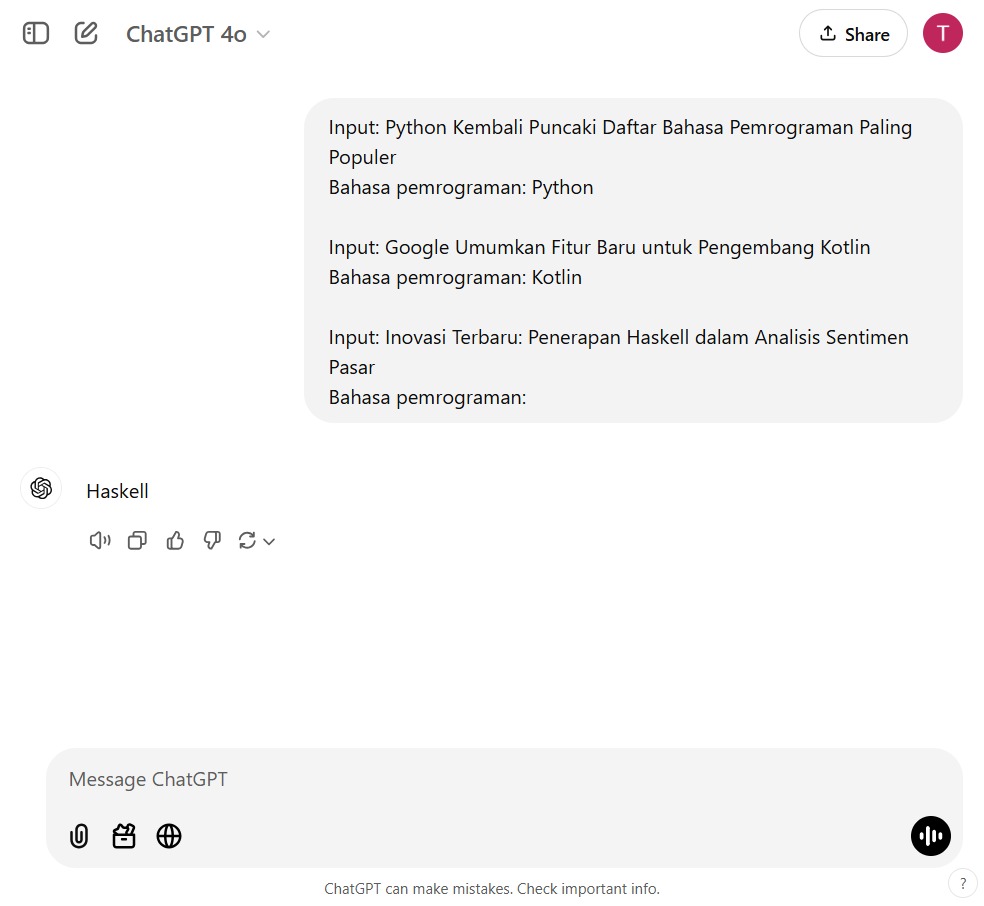 ChatGPT 4o
Share
T
Input: Python Kembali Puncaki Daftar Bahasa Pemrograman Paling
Populer
Bahasa pemrograman: Python
Input: Google Umumkan Fitur Baru untuk Pengembang Kotlin
Bahasa pemrograman: Kotlin
Input: Inovasi Terbaru: Penerapan Haskell dalam Analisis Sentimen
Pasar
Bahasa pemrograman:
Haskell
Message ChatGPT
ChatGPT can make mistakes. Check important info.
?